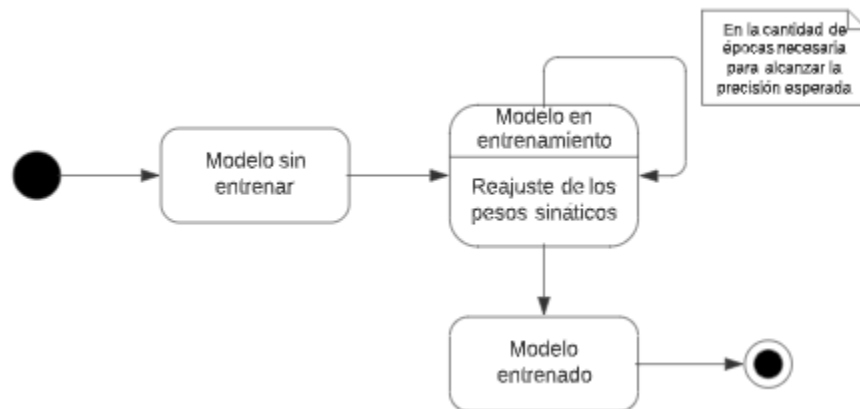 En la cantidad de
épocas necesaria
para alcanzar la
precisión esperada
Modelo sin
entrenar
Modelo en
entrenamiento
Reajuste de los
pesos sináticos
Modelo
entrenado